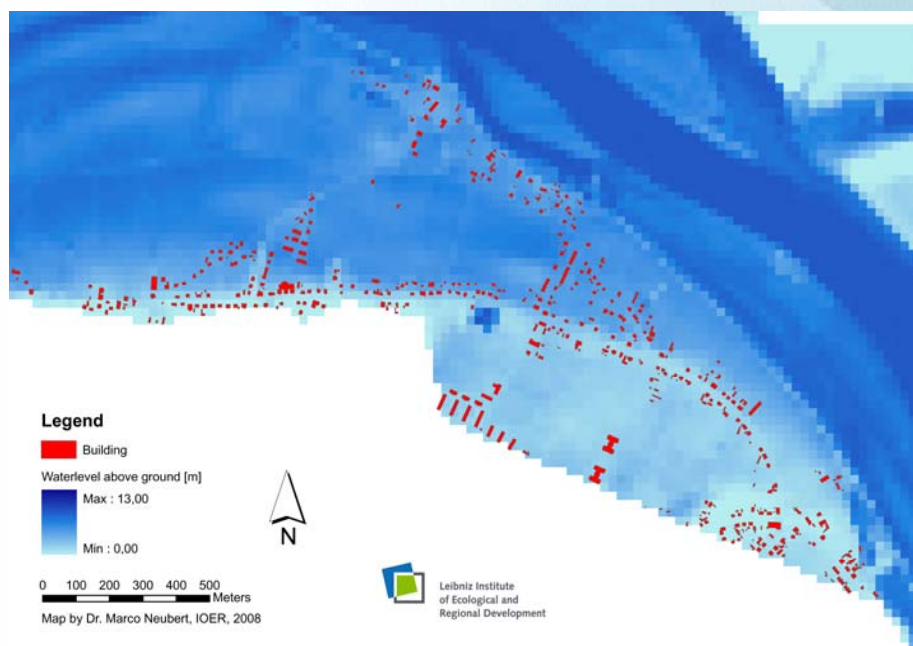 Legend
Building
Waterlevel above ground [m]
Max : 13,00
Min : 0,00
N
0 100 200 300 400 500
Meters
Map by Dr. Marco Neubert, IOER, 2008
Leibniz Institute
of Ecological and
Regional Development